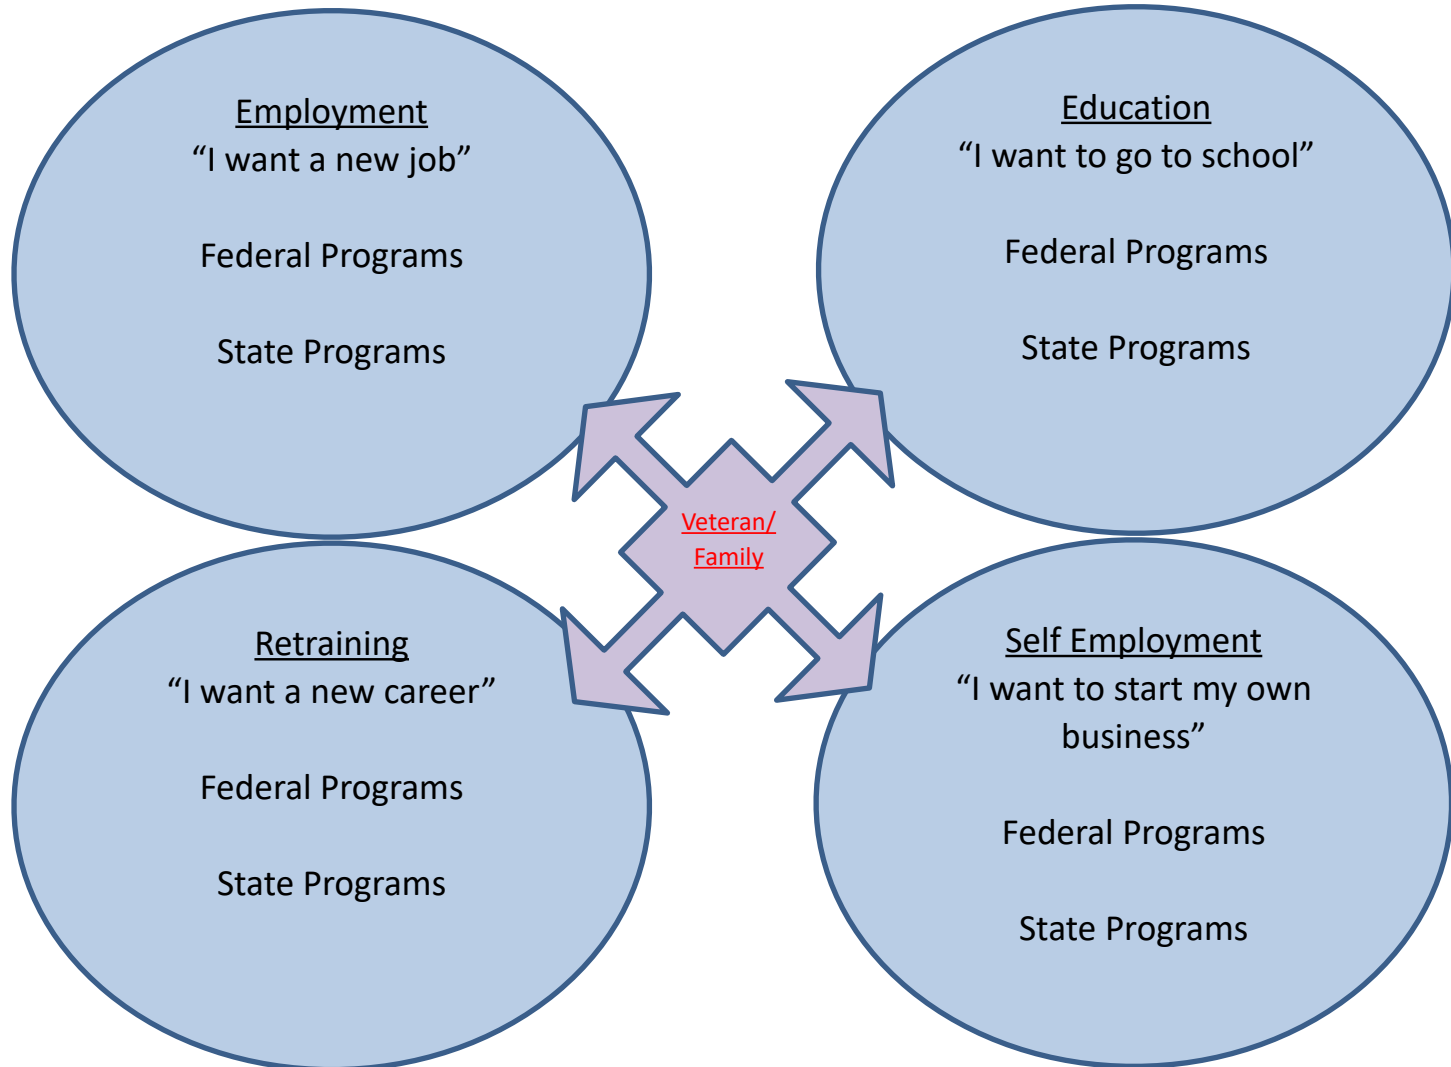 Employment
“I want a new job”
Federal Programs
State Programs
Education
“I want to go to school”
Federal Programs
State Programs
Veteran/
Family
Retraining
“I want a new career”
Federal Programs
State Programs
Self Employment
“I want to start my own
business”
Federal Programs
State Programs